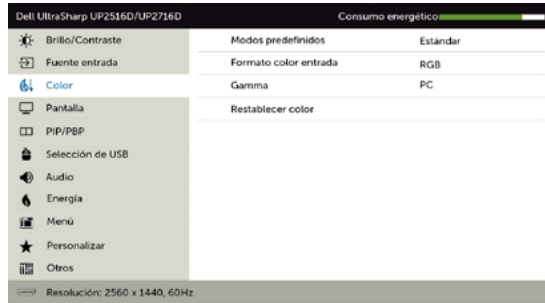 Dell UltraSharp UP2516D/UP2716D Consumo energético
Brillo/Contraste Modos predefinidos Estándar
Fuente entrada Formato color entrada RGB
Color Gamma PC
Pantalla Restablecer color
PIP/PBP
Selección de USB
Audio
Energía
Menú
Personalizar
Otros
Resolución: 2560 x 1440, 60Hz